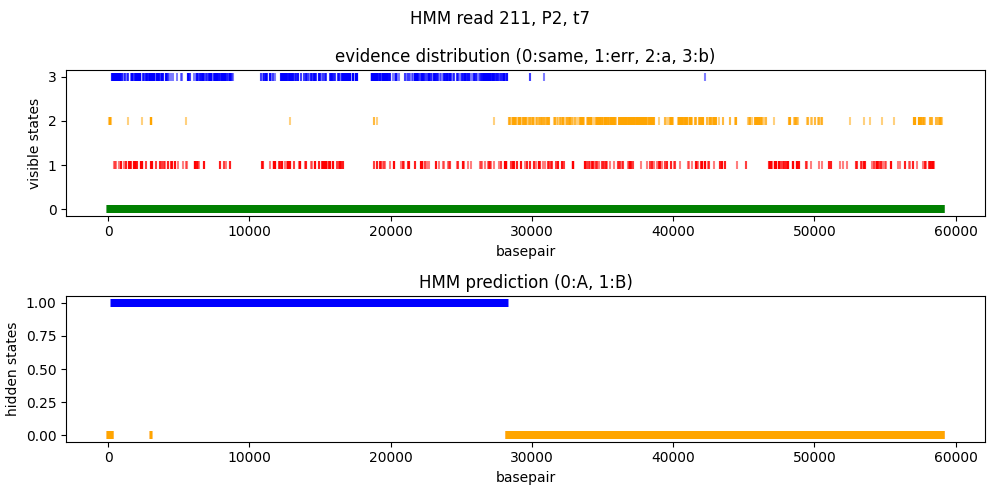 HMM read 211, P2, t7
evidence distribution (0:same, 1:err, 2:a, 3:b)
visible states
3
2
1
0
0 10000 20000 30000 40000 50000 60000
basepair
HMM prediction (0:A, 1:B)
hidden states
1.00
0.75
0.50
0.25
0.00
0 10000 20000 30000 40000 50000 60000
basepair